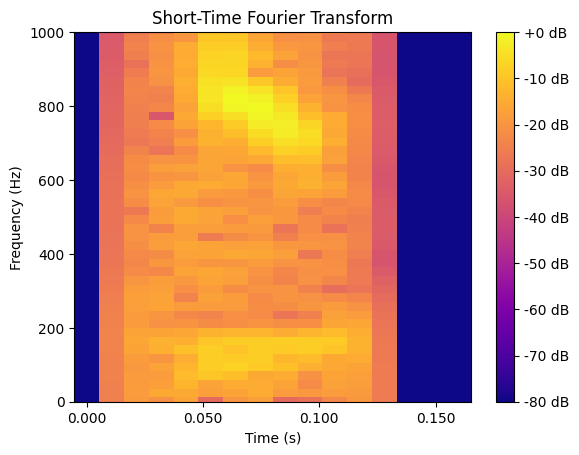 Short-Time Fourier Transform
1000
800
600
400
200
0
Frequency (Hz)
0.000
0.050
0.100
0.150
Time (s)
+0 dB
-10 dB
-20 dB
-30 dB
-40 dB
-50 dB
-60 dB
-70 dB
-80 dB